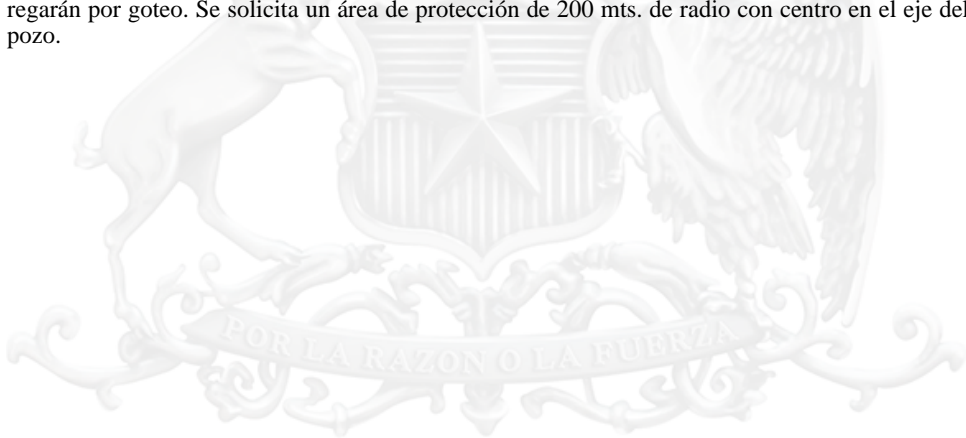 regarán por goteo. Se solicita un área de protección de 200 mts. de radio con centro en el eje del
pozo.
POR LA RAZON O LA FUERZA